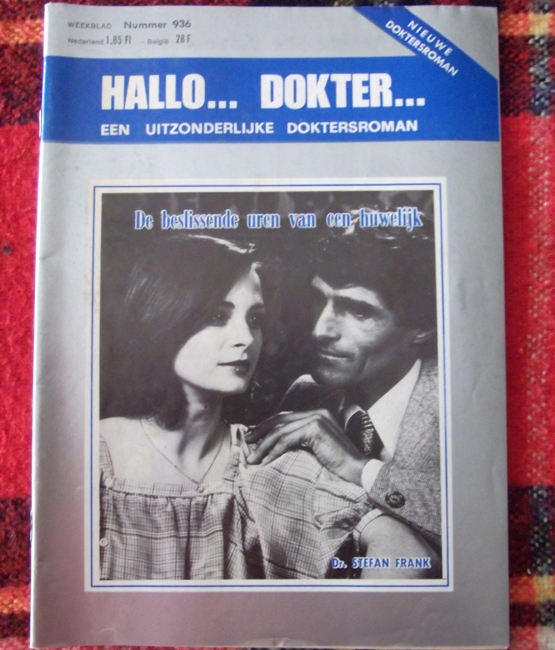 WEEKBLAD Nummer 936
Nederland 1,85 Fl - België 28 F
NIEUWE
DOKTERSROMAN
HALLO... DOKTER...
EEN UITZONDERLIJKE DOKTERSROMAN
De beslissende uren van een huwelijk
Dr. STEFAN FRANK